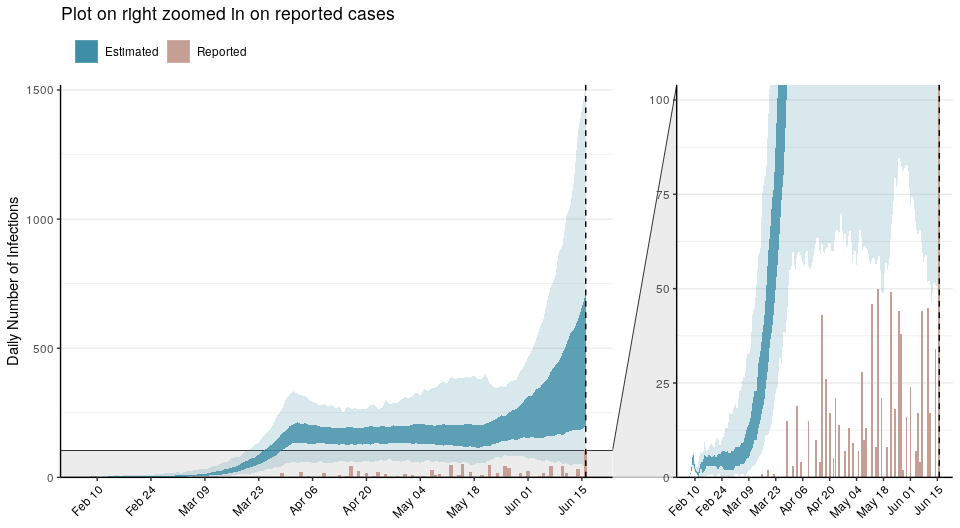 Plot on right zoomed in on reported cases
Estimated
Reported
Daily Number of Infections
1500
1000
500
0
Feb 10
Feb 24
Mar 09
Mar 23
Apr 06
Apr 20
May 04
May 18
Jun 01
Jun 15
100
75
50
25
0
Feb 10
Feb 24
Mar 09
Mar 23
Apr 06
Apr 20
May 04
May 18
Jun 01
Jun 15